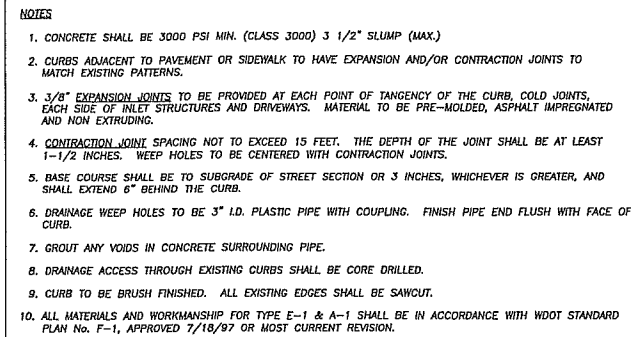 NOTES
1. CONCRETE SHALL BE 3000 PSI MIN. (CLASS 3000) 3 1/2" SLUMP (MAX.)
2. CURBS ADJACENT TO PAVEMENT OR SIDEWALK TO HAVE EXPANSION AND/OR CONTRACTION JOINTS TO
MATCH EXISTING PATTERNS.
3. 3/8" EXPANSION JOINTS TO BE PROVIDED AT EACH POINT OF TANGENCY OF THE CURB, COLD JOINTS,
EACH SIDE OF INLET STRUCTURES AND DRIVEWAYS. MATERIAL TO BE PRE-MOLDED, ASPHALT IMPREGNATED
AND NON EXTRUDING.
4. CONTRACTION JOINT SPACING NOT TO EXCEED 15 FEET. THE DEPTH OF THE JOINT SHALL BE AT LEAST
1-1/2 INCHES. WEEP HOLES TO BE CENTERED WITH CONTRACTION JOINTS.
5. BASE COURSE SHALL BE TO SUBGRADE OF STREET SECTION OR 3 INCHES, WHICHEVER IS GREATER, AND
SHALL EXTEND 6" BEHIND THE CURB.
6. DRAINAGE WEEP HOLES TO BE 3" I.D. PLASTIC PIPE WITH COUPLING. FINISH PIPE END FLUSH WITH FACE OF
CURB.
7. GROUT ANY VOIDS IN CONCRETE SURROUNDING PIPE.
8. DRAINAGE ACCESS THROUGH EXISTING CURBS SHALL BE CORE DRILLED.
9. CURB TO BE BRUSH FINISHED. ALL EXISTING EDGES SHALL BE SAWCUT.
10. ALL MATERIALS AND WORKMANSHIP FOR TYPE E-1 & A-1 SHALL BE IN ACCORDANCE WITH WDOT STANDARD
PLAN No. F-1, APPROVED 7/18/97 OR MOST CURRENT REVISION.